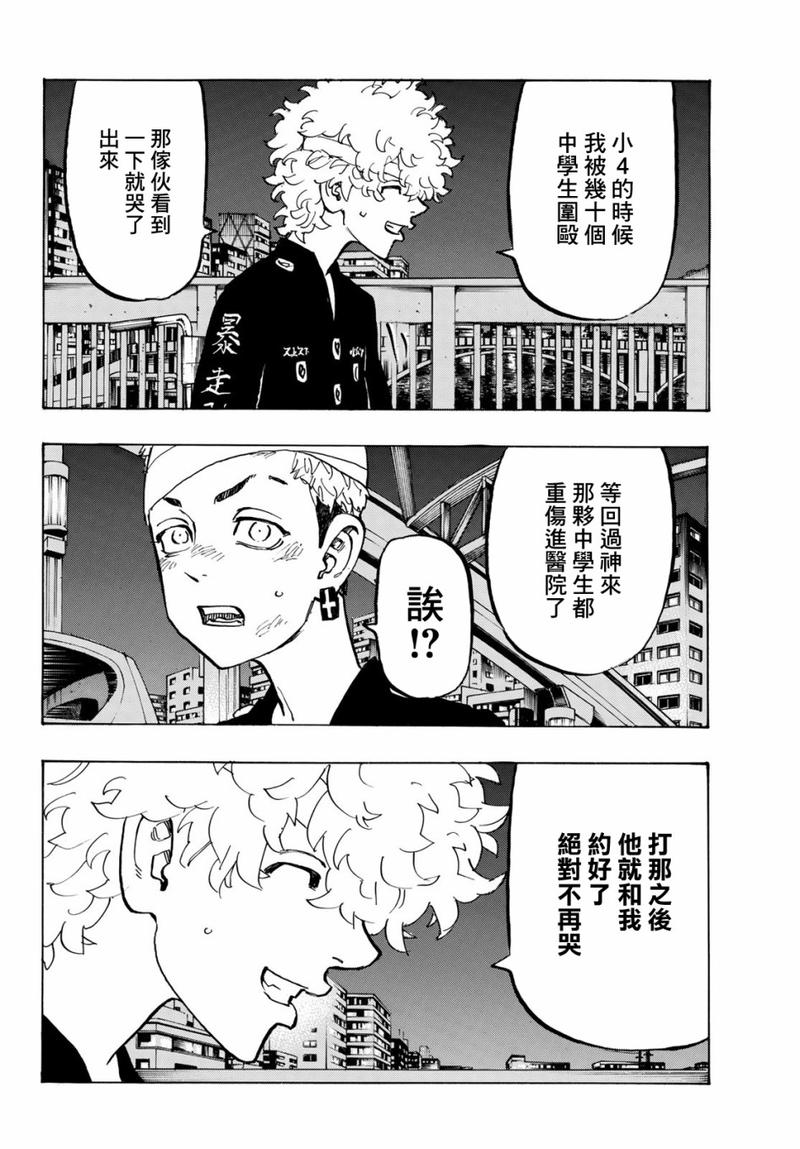 小4的時候
我被幾十個
中學生圍毆
那傢伙看到
一下就哭了
出來
暴走
等回過神來
那夥中學生都
重傷進醫院了
誒
!?
打那之後
他就和我
約好了
絕對不再哭